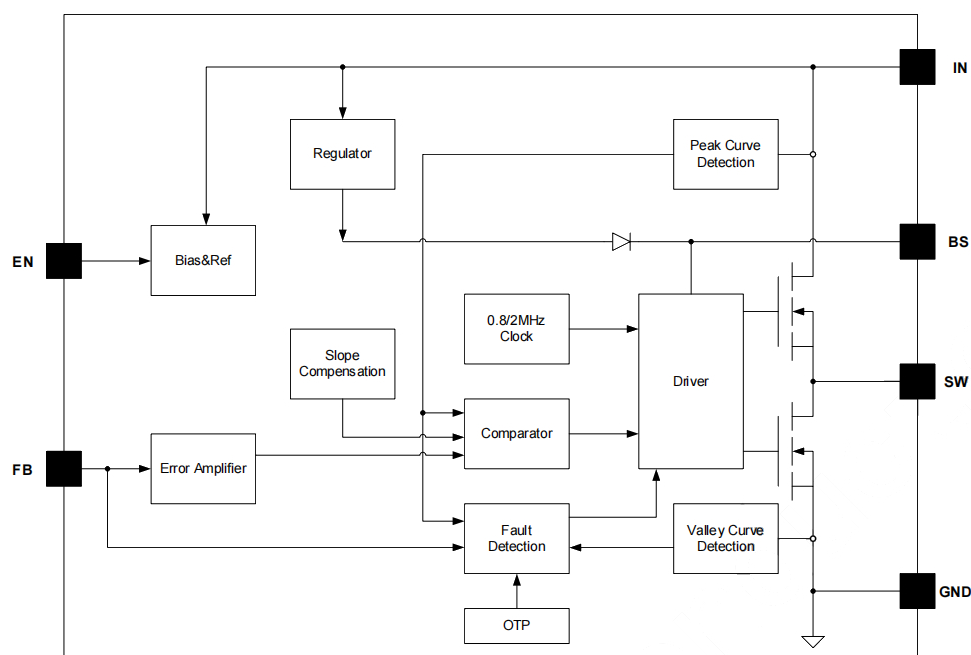 IN
Peak Curve
Detection
Regulator
BS
EN
Bias&Ref
0.8/2MHz
Clock
Slope
Compensation
Driver
SW
Comparator
FB
Error Amplifier
Fault
Detection
Valley Curve
Detection
GND
OTP